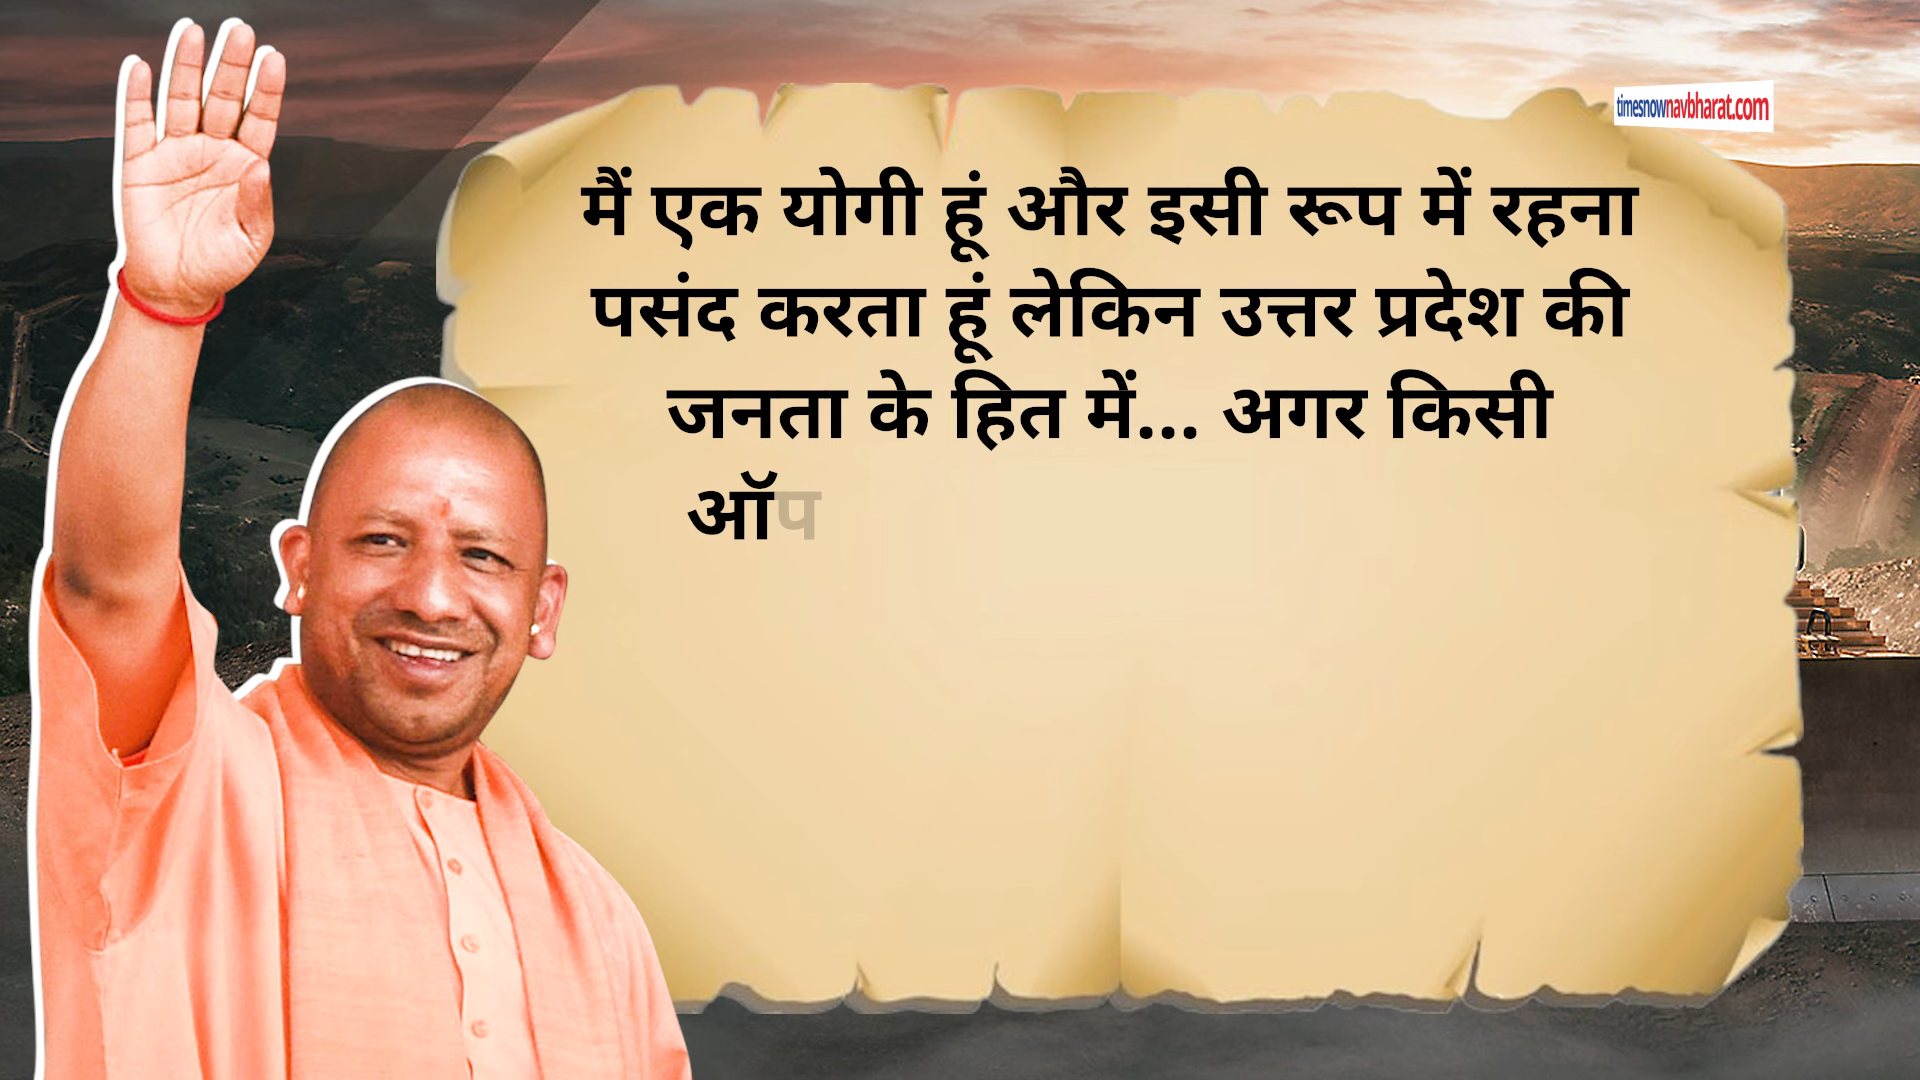 timesnownavbharat.com
मैं एक योगी हूं और इसी रूप में रहना
पसंद करता हूं लेकिन उत्तर प्रदेश की
जनता के हित में... अगर किसी
ऑप